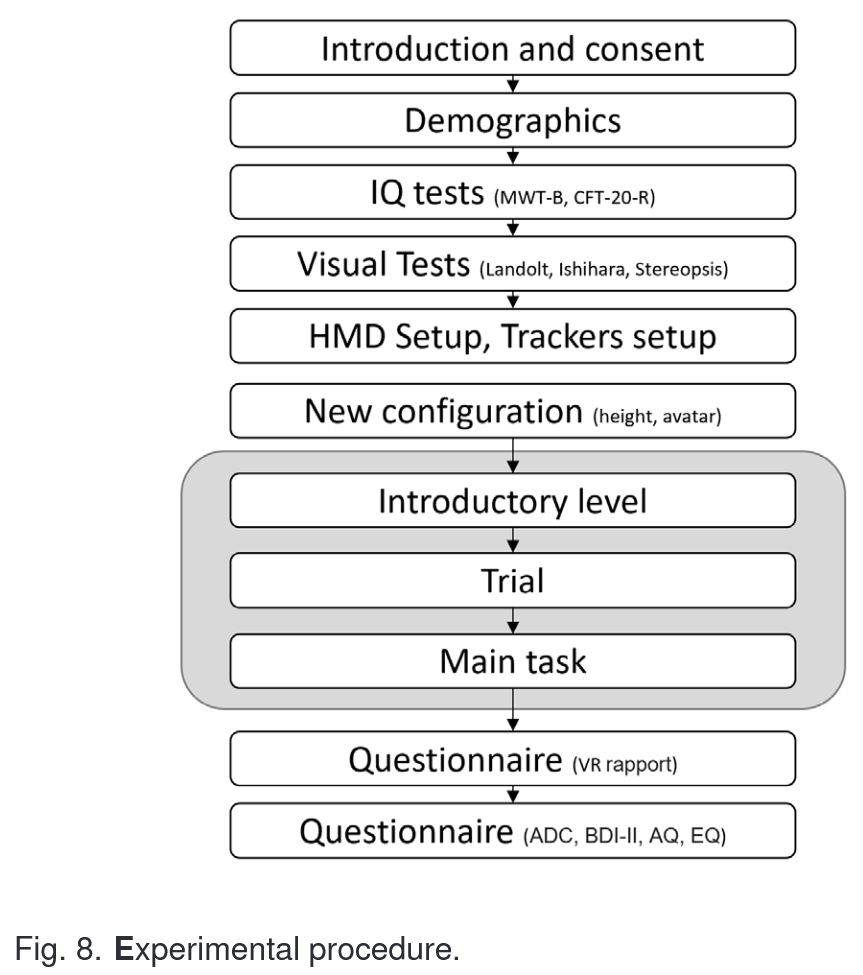 Introduction and consent
Demographics
IQ tests (MWT-B, CFT-20-R)
Visual Tests (Landolt, Ishihara, Stereopsis)
HMD Setup, Trackers setup
New configuration (height, avatar)
Introductory level
Trial
Main task
Questionnaire (VR rapport)
Questionnaire (ADC, BDI-II, AQ, EQ)
Fig. 8. Experimental procedure.